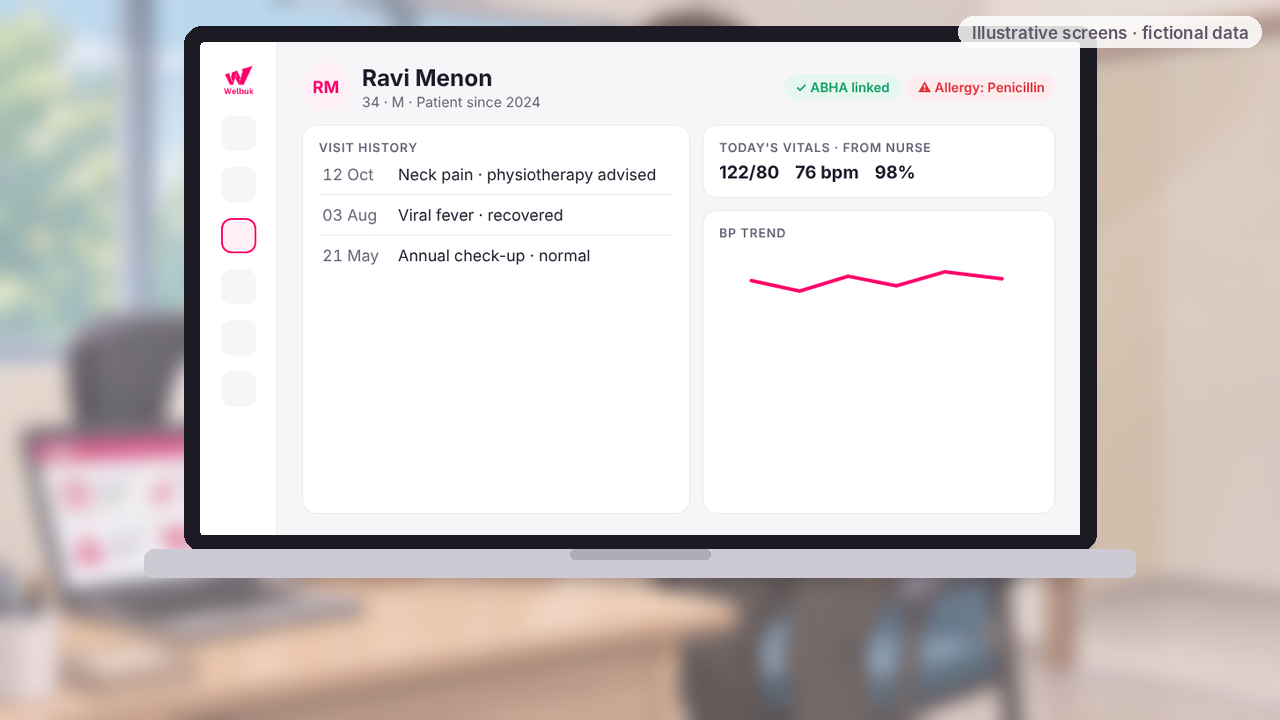 Illustrative screens · fictional data
Welbuk
RM
Ravi Menon
34 · M · Patient since 2024
✓ ABHA linked
⚠ Allergy: Penicillin
VISIT HISTORY
12 Oct Neck pain · physiotherapy advised
03 Aug Viral fever · recovered
21 May Annual check-up · normal
TODAY'S VITALS · FROM NURSE
122/80 76 bpm 98%
BP TREND